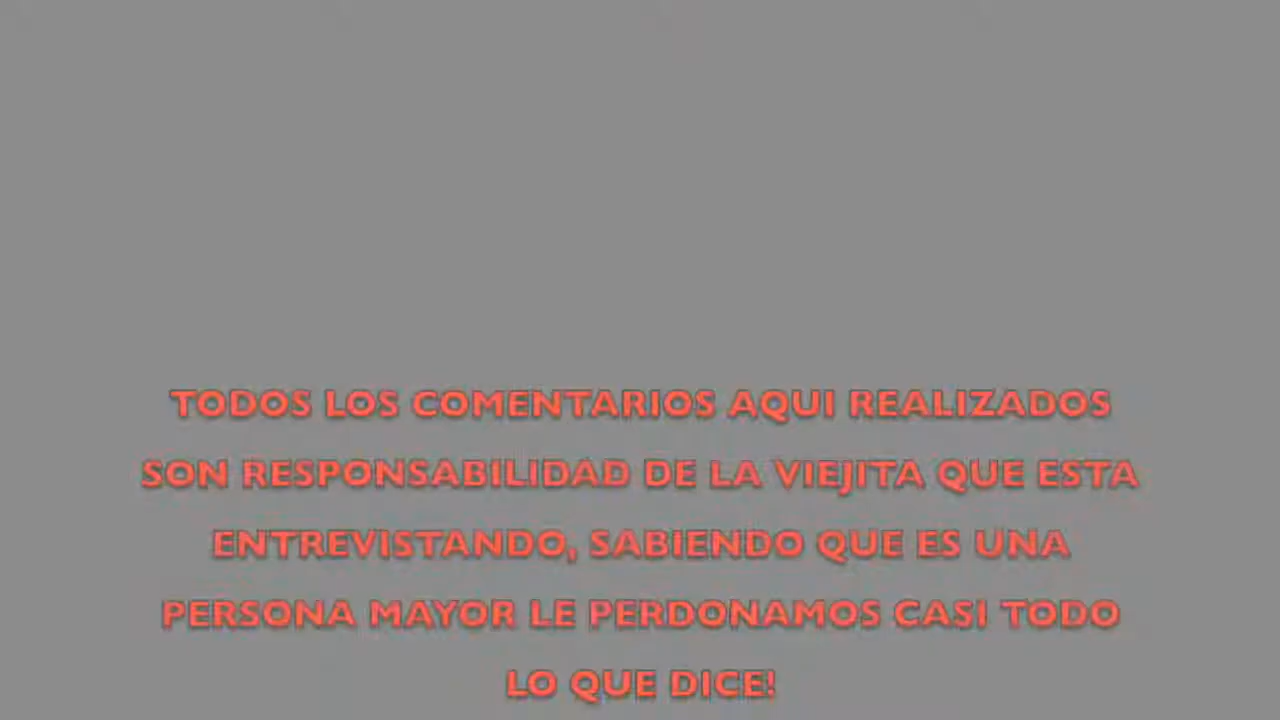 TODOS LOS COMENTARIOS AQUI REALIZADOS
SON RESPONSABILIDAD DE LA VIEJITA QUE ESTA
ENTREVISTANDO, SABIENDO QUE ES UNA
PERSONA MAYOR LE PERDONAMOS CASI TODO
LO QUE DICE!